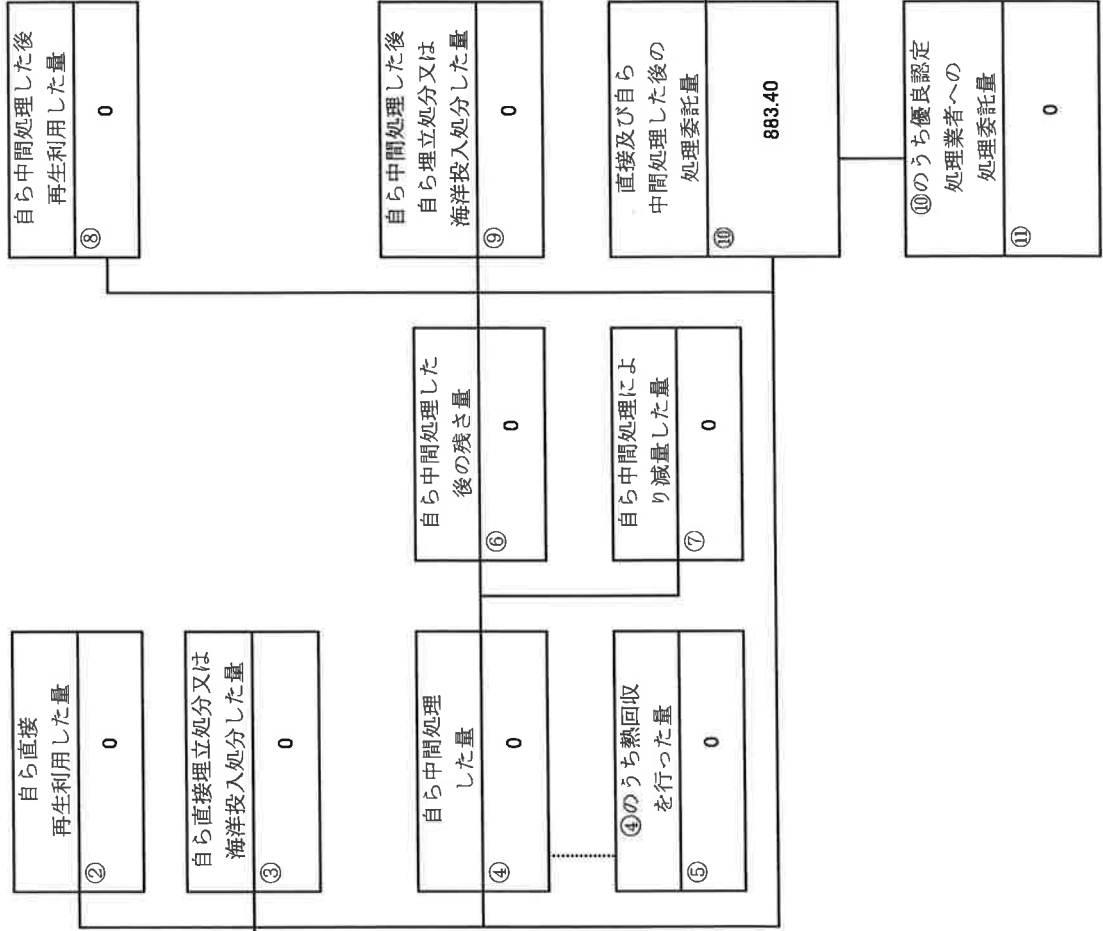 自ら直接
再生利用した量
②
0
自ら直接埋立処分又は
海洋投入処分した量
③
0
自ら中間処理
した量
④
0
④のうち熱回収
を行った量
⑤
0
自ら中間処理した
後の残さ量
⑥
0
自ら中間処理によ
り減量した量
⑦
0
自ら中間処理した後
再生利用した量
⑧
0
自ら中間処理した後
自ら埋立処分又は
海洋投入処分した量
⑨
0
直接及び自ら
中間処理した後の
処理委託量
⑩
883.40
⑩のうち優良認定
処理業者への
処理委託量
⑪
0